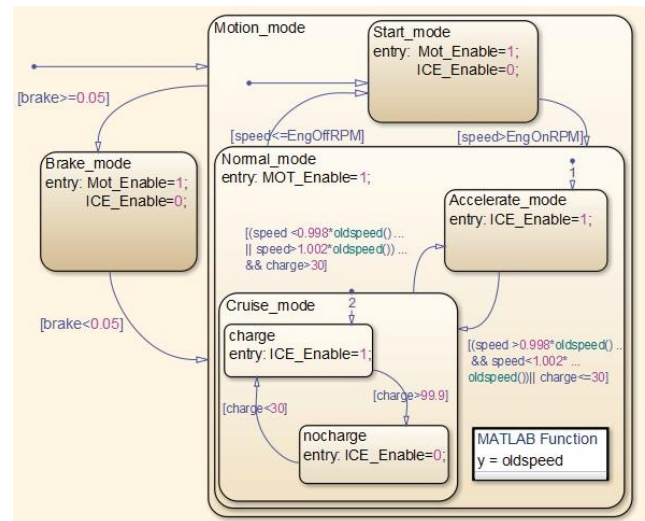 Motion_mode
Start_mode
entry: Mot_Enable=1;
ICE_Enable=0;
[brake>=0.05]
[speed<=EngOffRPM]
[speed>EngOnRPM]
Brake_mode
entry: Mot_Enable=1;
ICE_Enable=0;
Normal_mode
entry: MOT_Enable=1;
1
Accelerate_mode
entry: ICE_Enable=1;
[(speed <0.998*oldspeed() ...
|| speed>1.002*oldspeed()) ...
&& charge>30]
Cruise_mode
2
charge
entry: ICE_Enable=1;
[brake<0.05]
[(speed >0.998*oldspeed() ...
&& speed<1.002* ...
oldspeed())|| charge<=30]
[charge<30]
[charge>99.9]
nocharge
entry: ICE_Enable=0;
MATLAB Function
y = oldspeed